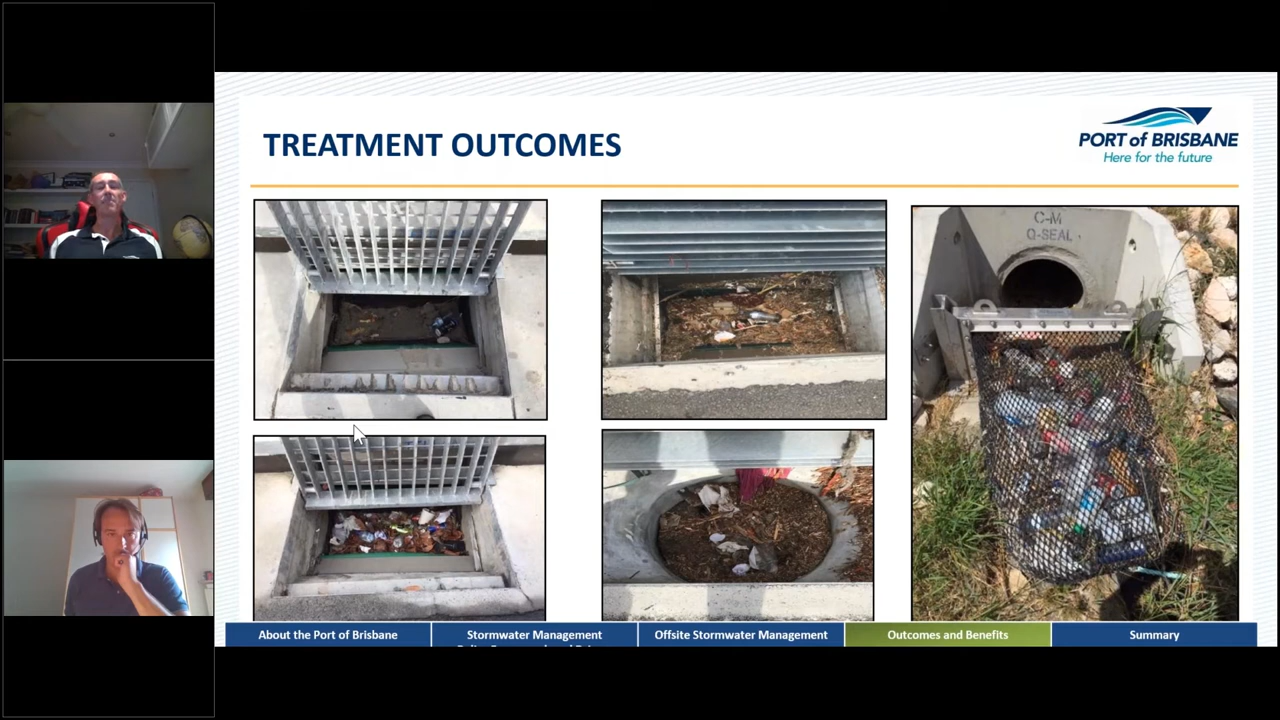 TREATMENT OUTCOMES
PORT of BRISBANE
Here for the future
C-M
Q-SEAL
About the Port of Brisbane
Stormwater Management
Offsite Stormwater Management
Outcomes and Benefits
Summary